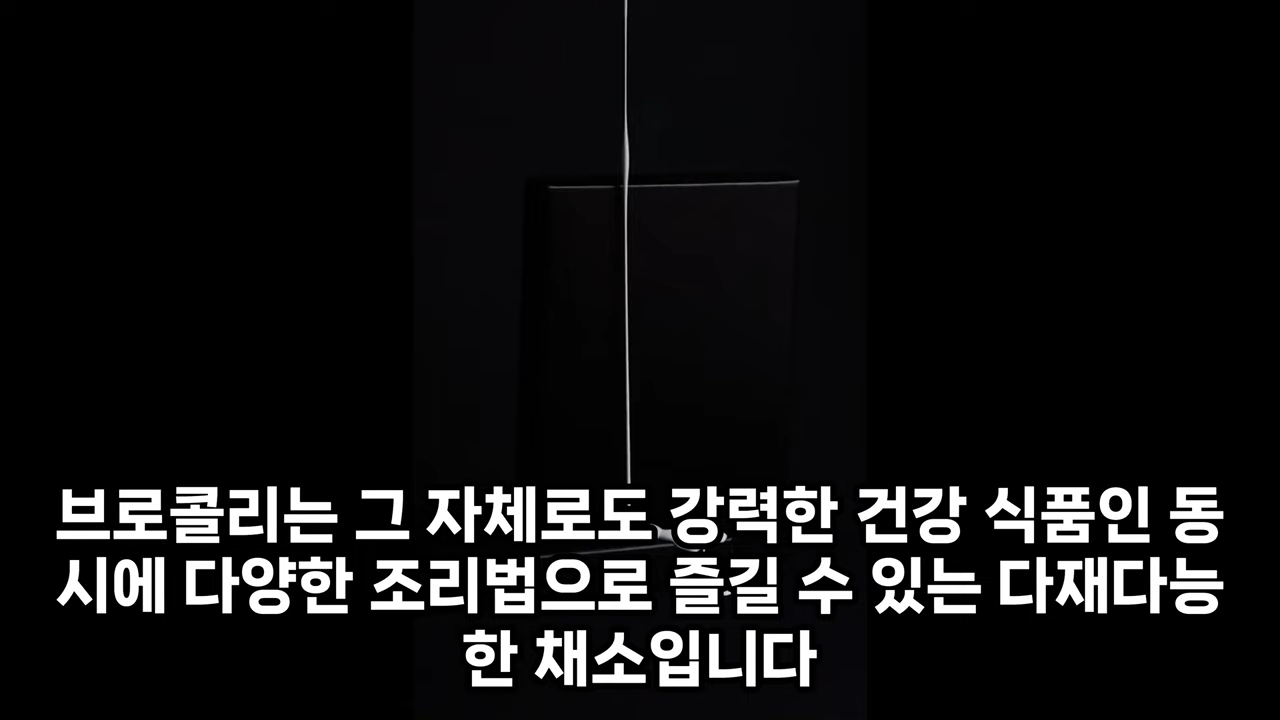 브로콜리는 그 자체로도 강력한 건강 식품인 동
시에 다양한 조리법으로 즐길 수 있는 다재다능
한 채소입니다